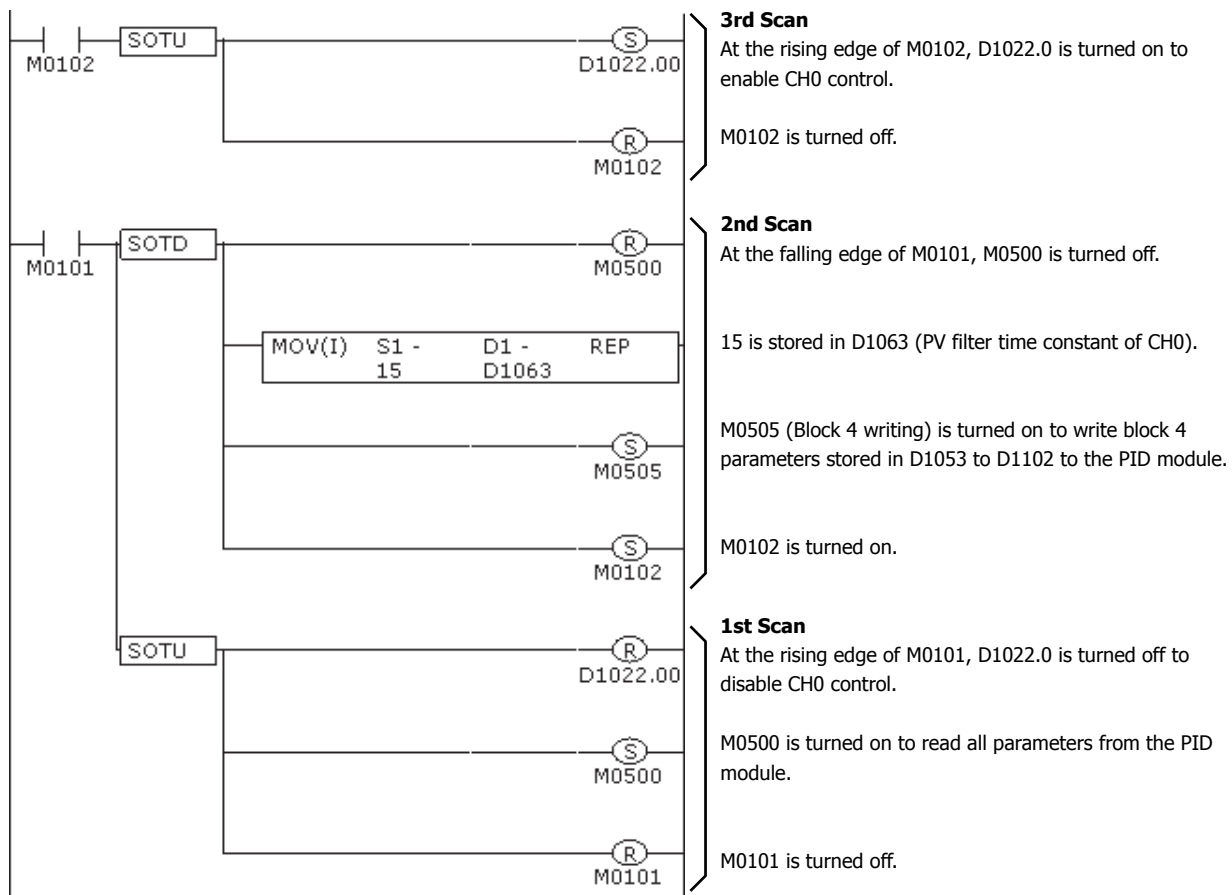 SOTU
S
M0102
D1022.00
R
M0102
3rd Scan
At the rising edge of M0102, D1022.0 is turned on to
enable CH0 control.
M0102 is turned off.
SOTD
R
M0101
M0500
MOV(I) S1 - D1 - REP
15 D1063
S
M0505
S
M0102
2nd Scan
At the falling edge of M0101, M0500 is turned off.
15 is stored in D1063 (PV filter time constant of CH0).
M0505 (Block 4 writing) is turned on to write block 4
parameters stored in D1053 to D1102 to the PID module.
M0102 is turned on.
SOTU
R
D1022.00
S
M0500
R
M0101
1st Scan
At the rising edge of M0101, D1022.0 is turned off to
disable CH0 control.
M0500 is turned on to read all parameters from the PID
module.
M0101 is turned off.